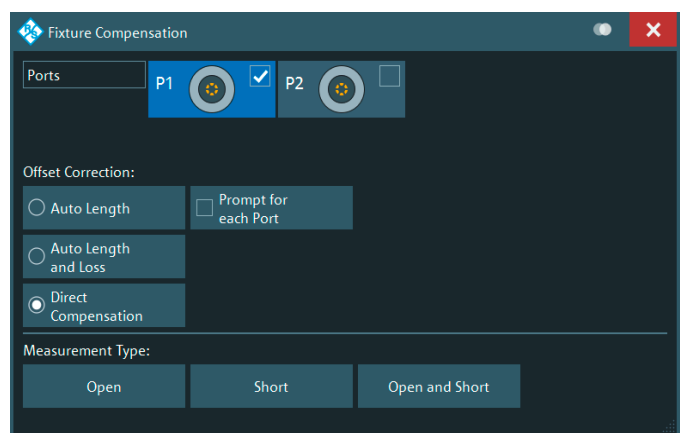 Fixture Compensation
Ports
P1
P2
Offset Correction:
Auto Length
Prompt for
each Port
Auto Length
and Loss
Direct
Compensation
Measurement Type:
Open
Short
Open and Short